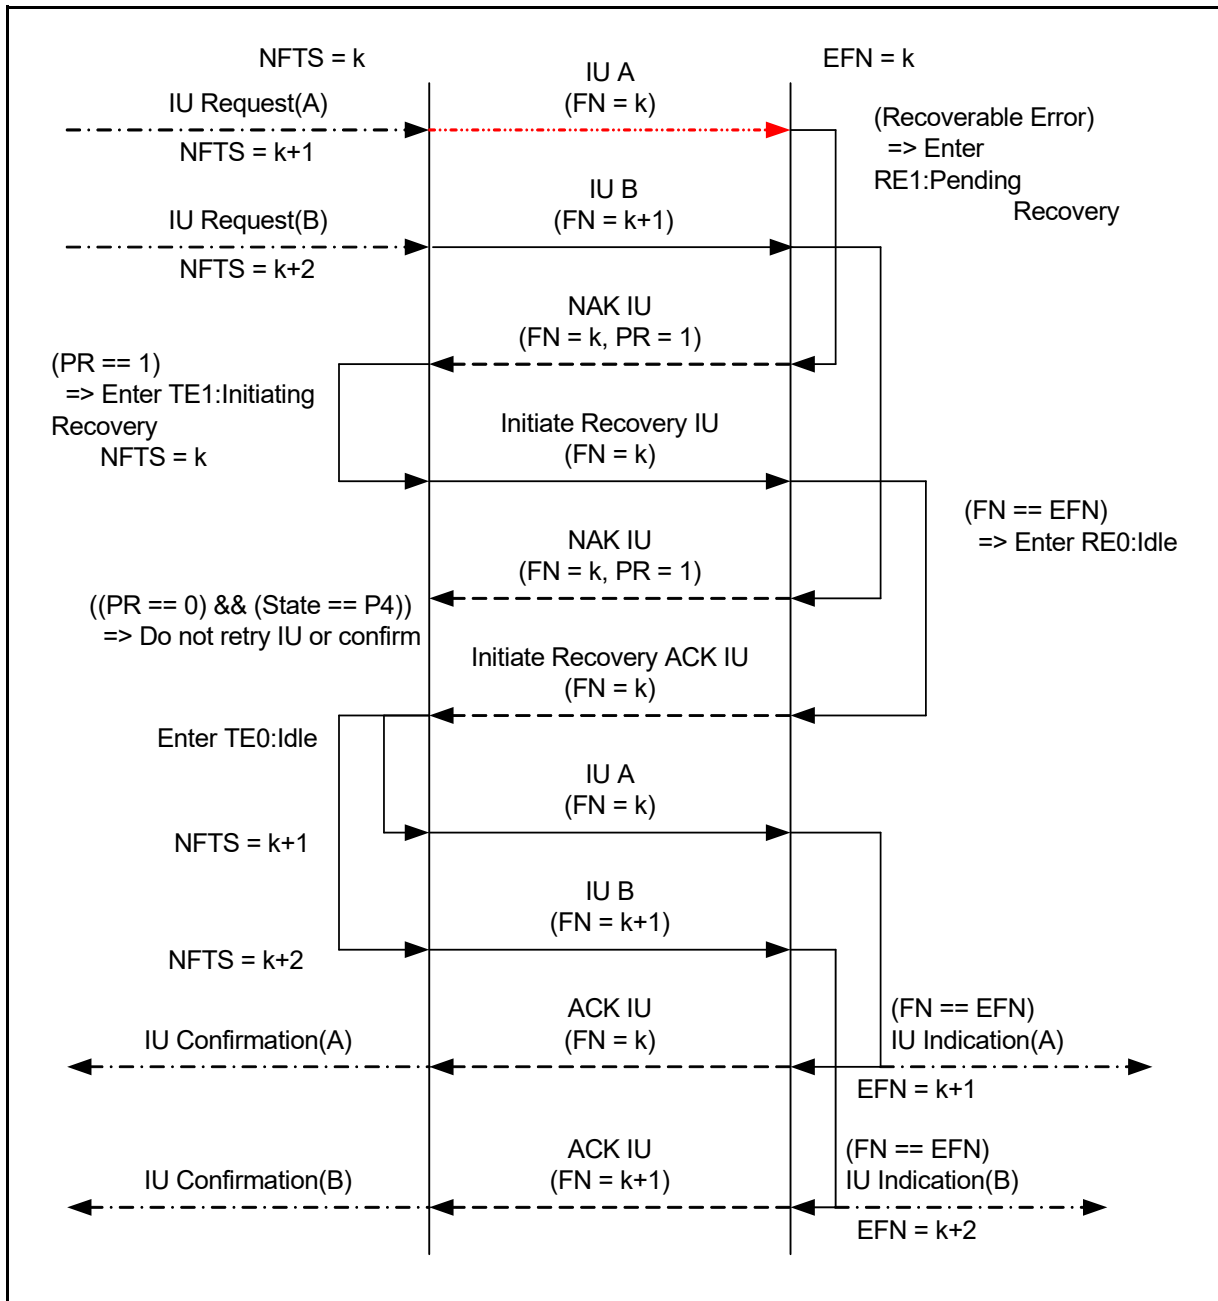 NFTS = k
IU A
EFN = k
IU Request(A)
(FN = k)
(Recoverable Error)
NFTS = k+1
=> Enter
RE1:Pending
Recovery
IU B
IU Request(B)
(FN = k+1)
NFTS = k+2
NAK IU
(FN = k, PR = 1)
(PR == 1)
=> Enter TE1:Initiating
Recovery
NFTS = k
Initiate Recovery IU
(FN = k)
(FN == EFN)
=> Enter RE0:Idle
NAK IU
(FN = k, PR = 1)
((PR == 0) && (State == P4))
=> Do not retry IU or confirm
Initiate Recovery ACK IU
(FN = k)
Enter TE0:Idle
IU A
(FN = k)
NFTS = k+1
IU B
(FN = k+1)
NFTS = k+2
ACK IU
(FN == EFN)
IU Confirmation(A)
(FN = k)
IU Indication(A)
EFN = k+1
ACK IU
(FN == EFN)
IU Confirmation(B)
(FN = k+1)
IU Indication(B)
EFN = k+2